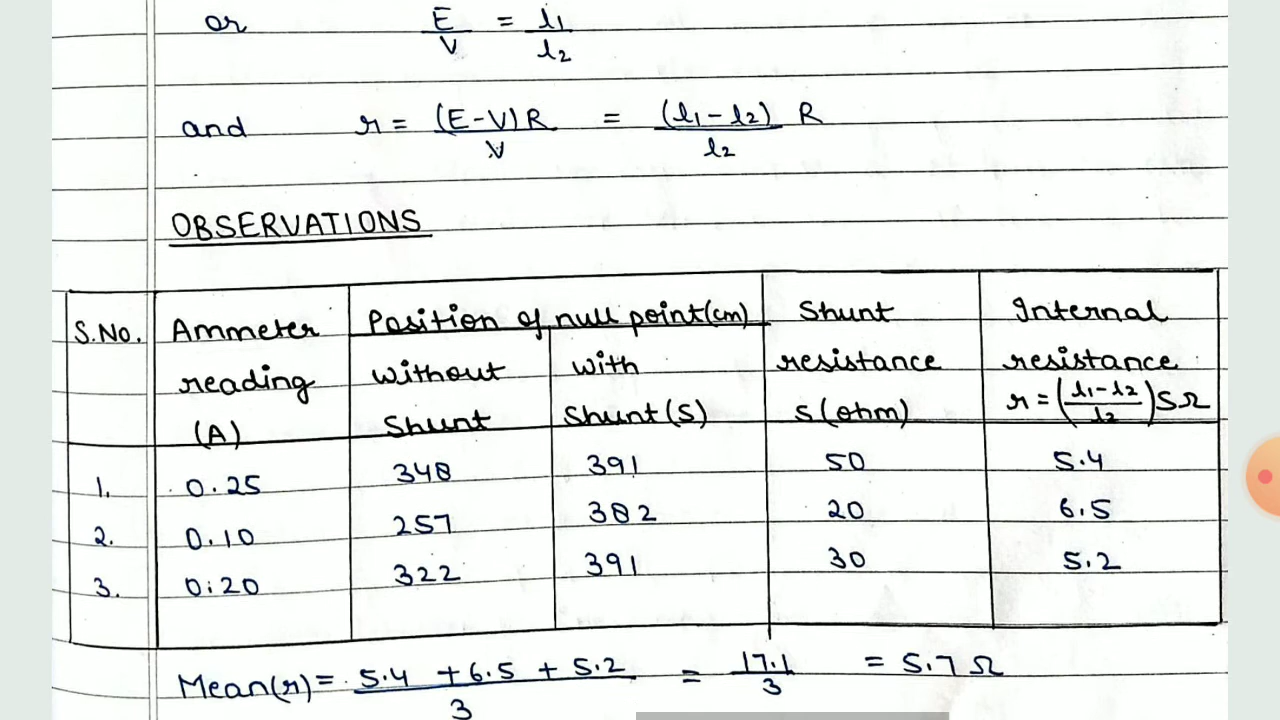 or E/V = l1/l2
and r = (E-V)R/V = (l1-l2)/l2 R
OBSERVATIONS
S.No. Ammeter reading (A) Position of null point(cm) Shunt resistance S(ohm) Internal resistance r=(l1-l2/l2)SΩ
without shunt with shunt(S)
1. 0.25 348 391 50 5.4
2. 0.10 257 382 20 6.5
3. 0.20 322 391 30 5.2
Mean(r)= 5.4 + 6.5 + 5.2/3 = 17.1/3 = 5.7 Ω